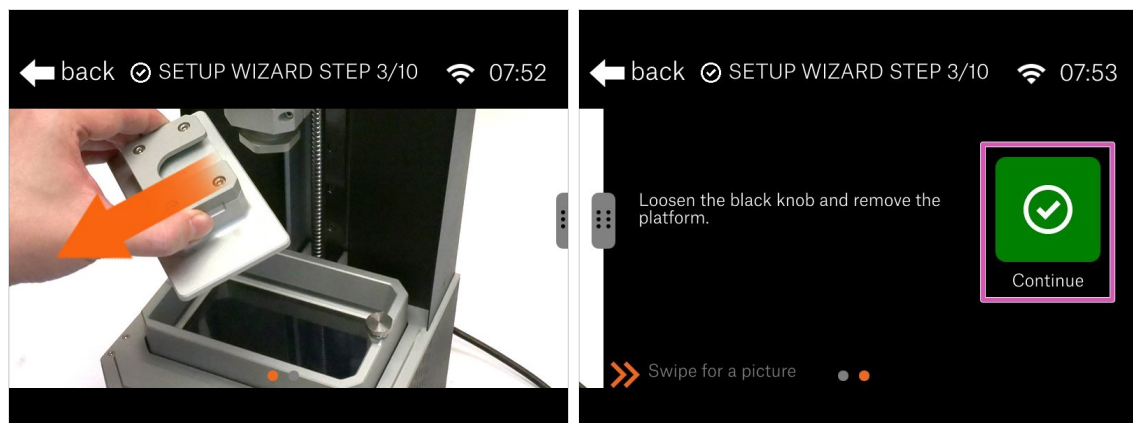 back SETUP WIZARD STEP 3/10 07:52
back SETUP WIZARD STEP 3/10 07:53
Loosen the black knob and remove the
platform.
Continue
Swipe for a picture